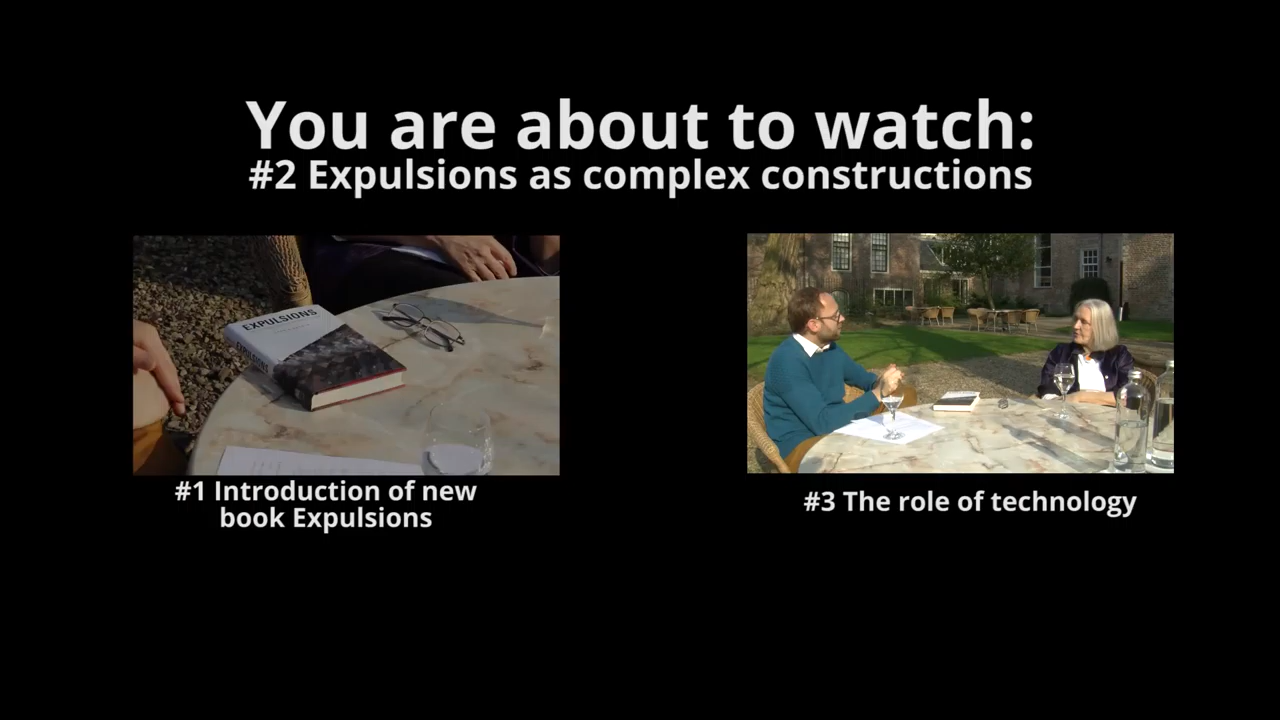 You are about to watch:
#2 Expulsions as complex constructions
EXPULSIONS
EXPULSIONS
#1 Introduction of new
book Expulsions
#3 The role of technology